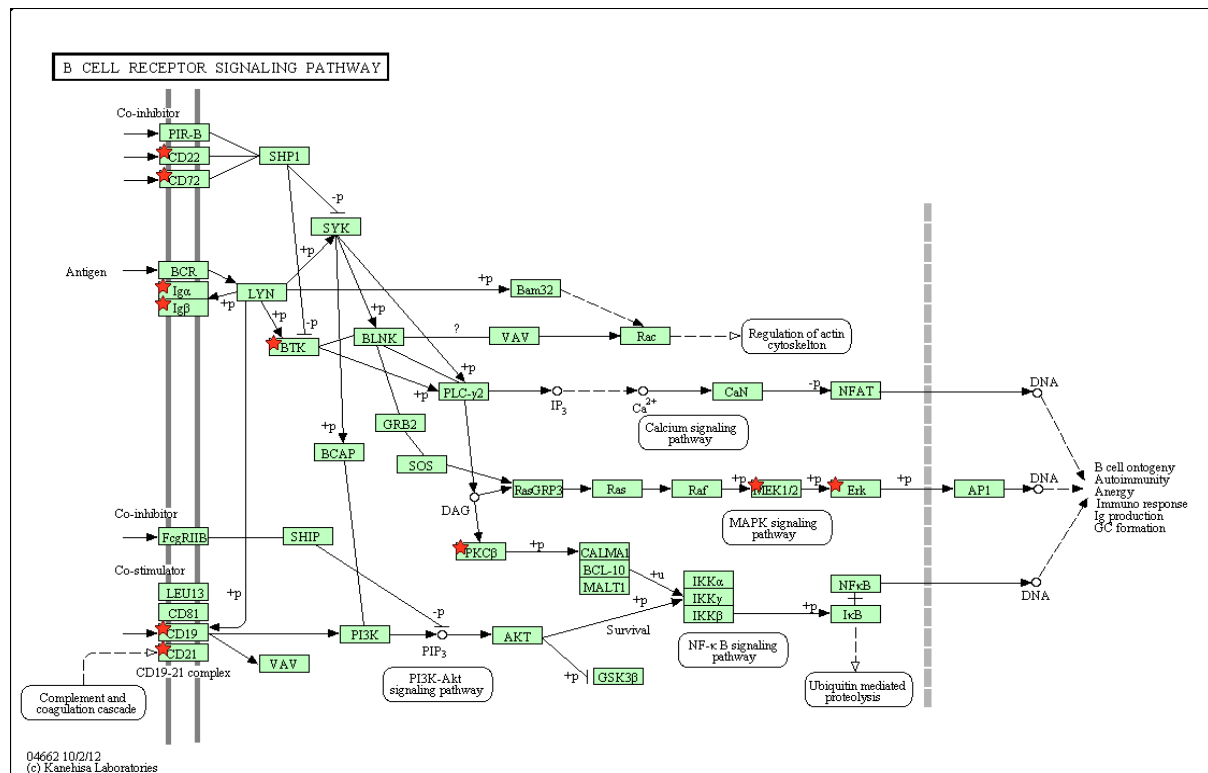 B CELL RECEPTOR SIGNALING PATHWAY
Co-inhibitor
PIR-B
CD22
SHP1
CD72
-p
SYK
+p
Antigen
BCR
Igα
LYN
+p
Bam32
Igβ
+p
+p
-p
+p
BTK
BLNK
?
VAV
Rac
Regulation of actin
cytoskelton
+p
+p
PLC-γ2
IP3
Ca2+
CaN
-p
NFAT
DNA
GRB2
Calcium signaling
pathway
+p
BCAP
SOS
RasGRP3
Ras
Raf
+p
MEK1/2
+p
Erk
+p
AP1
DNA
B cell ontogeny
Autoimmunity
Anergy
Immuno response
Ig production
GC formation
DAG
MAPK signaling
pathway
Co-inhibitor
FcgRIIB
SHIP
PKCβ
+p
CALMA1
BCL-10
MALT1
+u
IKKα
IKKγ
IKKβ
+p
NFκB
DNA
+p
IκB
Co-stimulator
LEU13
CD81
+p
CD19
CD21
CD19-21 complex
VAV
PI3K
-p
PIP3
AKT
Survival
+p
GSK3β
PI3K-Akt
signaling pathway
NF-κ B signaling
pathway
Ubiquitin mediated
proteolysis
Complement and
coagulation cascade
04662 10/2/12
(c) Kanehisa Laboratories